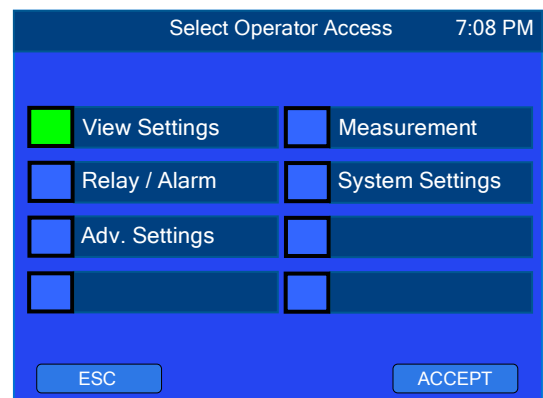 Select Operator Access 7:08 PM
View Settings Measurement
Relay / Alarm System Settings
Adv. Settings
ESC ACCEPT